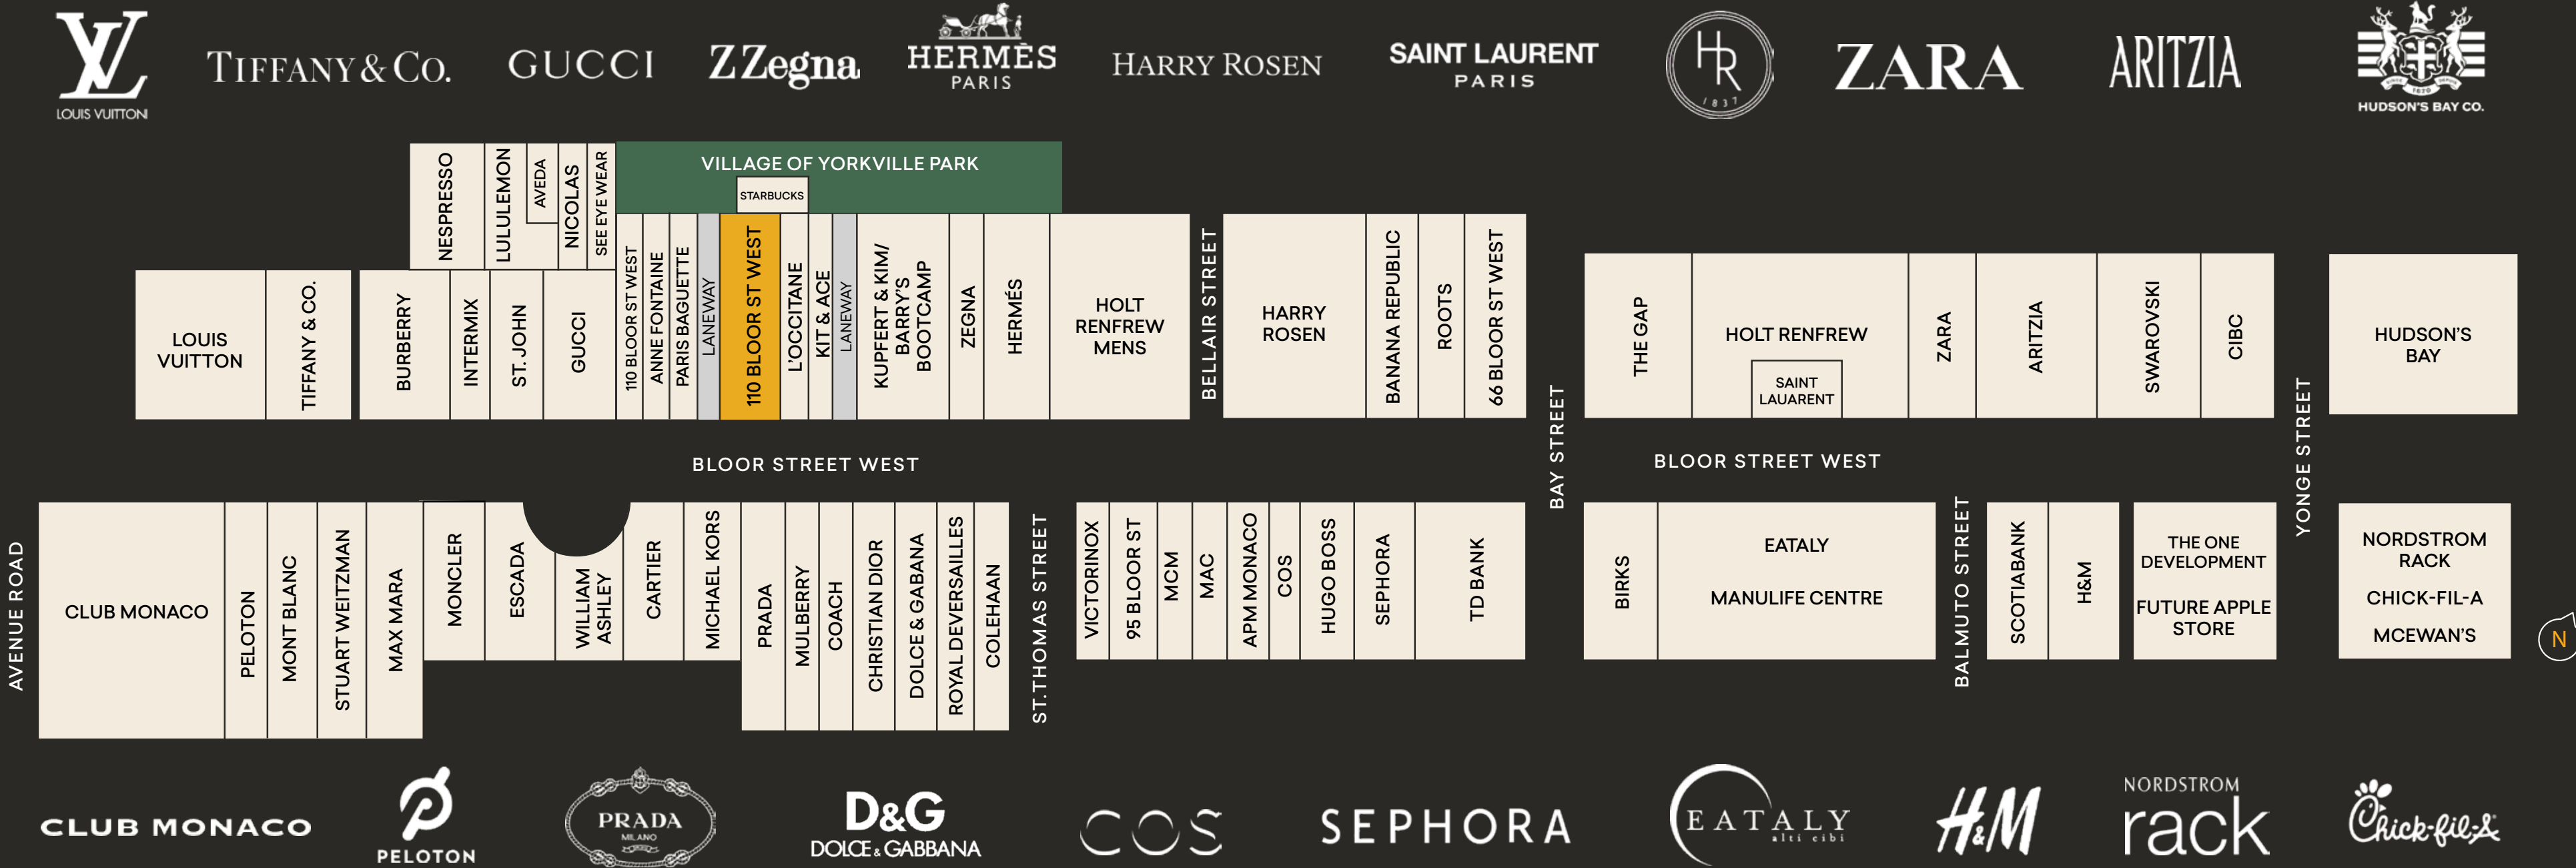 LV
LOUIS VUITTON
TIFFANY & CO.
GUCCI
Z Zegna
HERMÈS
PARIS
HARRY ROSEN
SAINT LAURENT
PARIS
HR
1837
ZARA
ARITZIA
HUDSON'S BAY CO.
NESPRESSO
LULULEMON
AVEDA
NICOLAS
SEE EYE WEAR
VILLAGE OF YORKVILLE PARK
STARBUCKS
LOUIS
VUITTON
TIFFANY & CO.
BURBERRY
INTERMIX
ST. JOHN
GUCCI
110 BLOOR ST WEST
ANNE FONTAINE
PARIS BAGUETTE
LANEWAY
110 BLOOR ST WEST
L'OCCITANE
KIT & ACE
LANEWAY
KUPFERT & KIM/
BARRY'S
BOOTCAMP
ZEGNA
HERMÉS
HOLT
RENFREW
MENS
BELLAIR STREET
HARRY
ROSEN
BANANA REPUBLIC
ROOTS
66 BLOOR ST WEST
BAY STREET
THE GAP
HOLT RENFREW
SAINT
LAUARENT
ZARA
ARITZIA
SWAROVSKI
CIBC
YONGE STREET
HUDSON'S
BAY
BLOOR STREET WEST
BLOOR STREET WEST
AVENUE ROAD
CLUB MONACO
PELOTON
MONT BLANC
STUART WEITZMAN
MAX MARA
MONCLER
ESCADA
WILLIAM
ASHLEY
CARTIER
MICHAEL KORS
PRADA
MULBERRY
COACH
CHRISTIAN DIOR
DOLCE & GABANA
ROYAL DEVERSAILLES
COLEHAAN
ST.THOMAS STREET
VICTORINOX
95 BLOOR ST
MCM
MAC
APM MONACO
COS
HUGO BOSS
SEPHORA
TD BANK
BIRKS
EATALY
MANULIFE CENTRE
BALMUTO STREET
SCOTIABANK
H&M
THE ONE
DEVELOPMENT
FUTURE APPLE
STORE
NORDSTROM
RACK
CHICK-FIL-A
MCEWAN'S
N
CLUB MONACO
PELOTON
PRADA
MILANO
D&G
DOLCE & GABBANA
COS
SEPHORA
EATALY
alti cibi
H&M
NORDSTROM
rack
Chick-fil-A